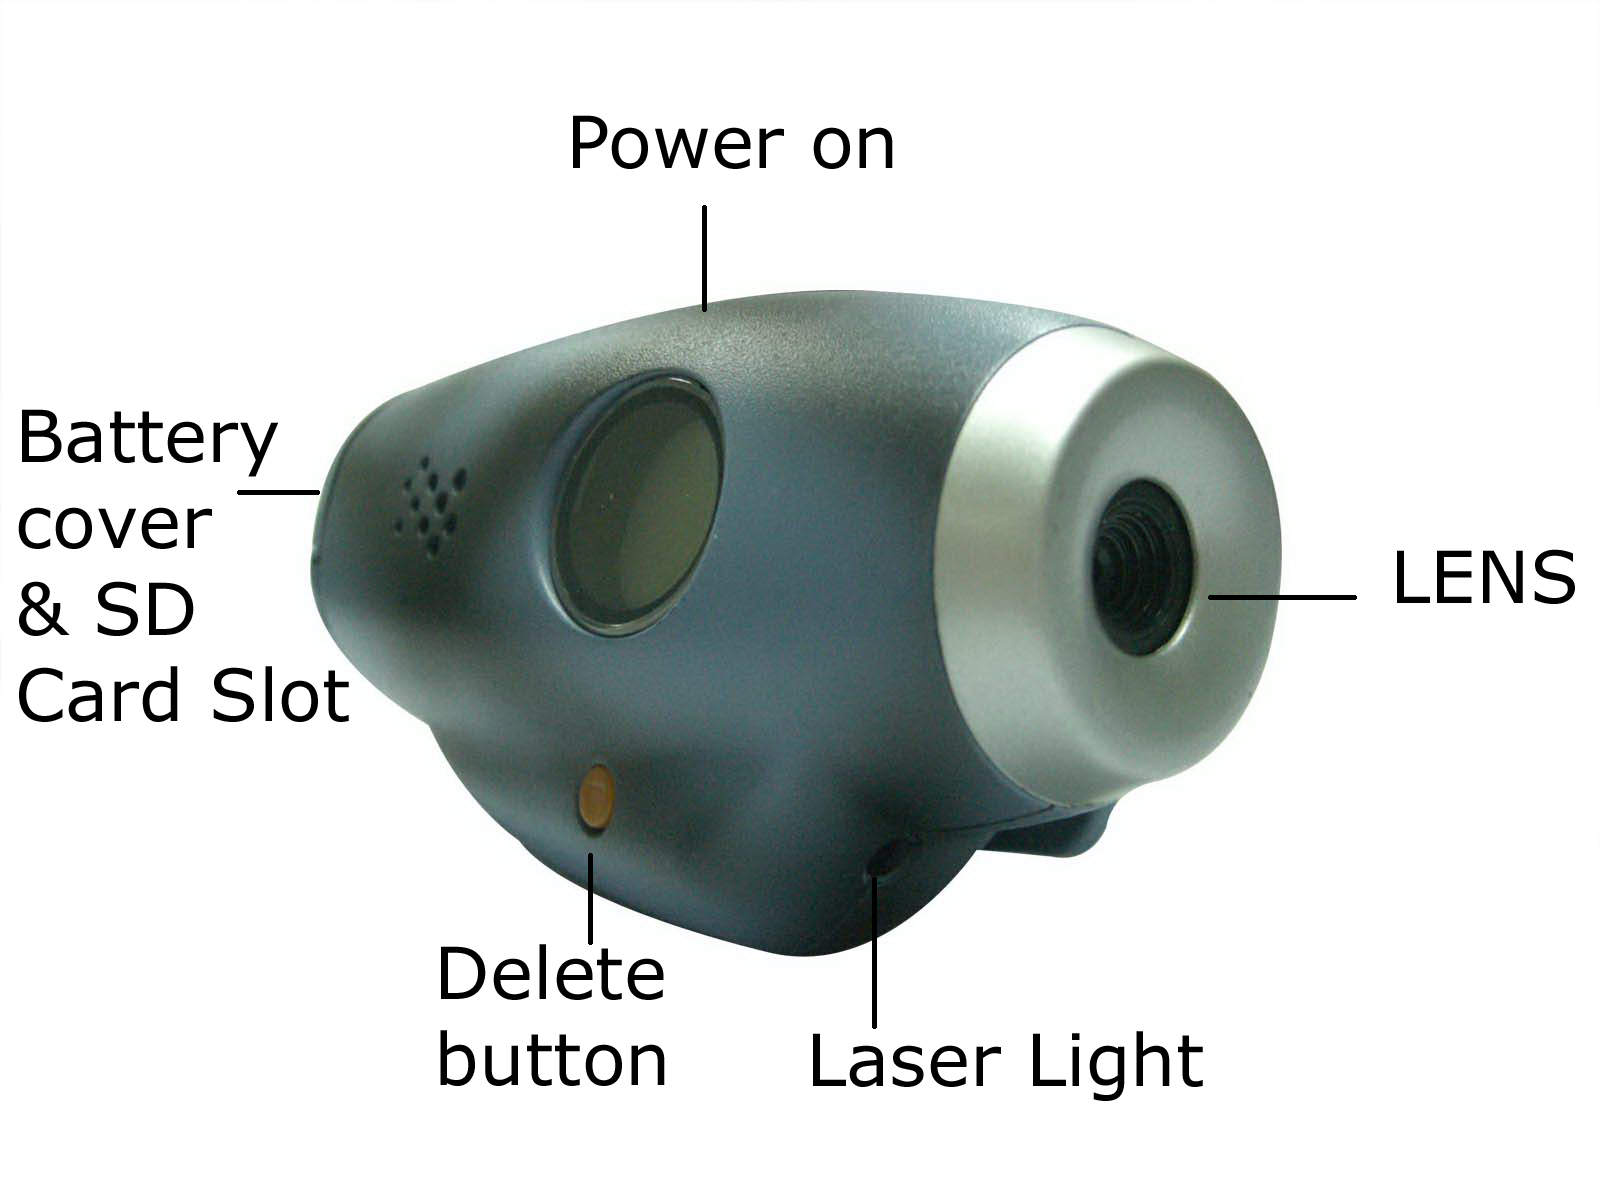 Power on
Battery
cover
& SD
Card Slot
LENS
Delete
button
Laser Light